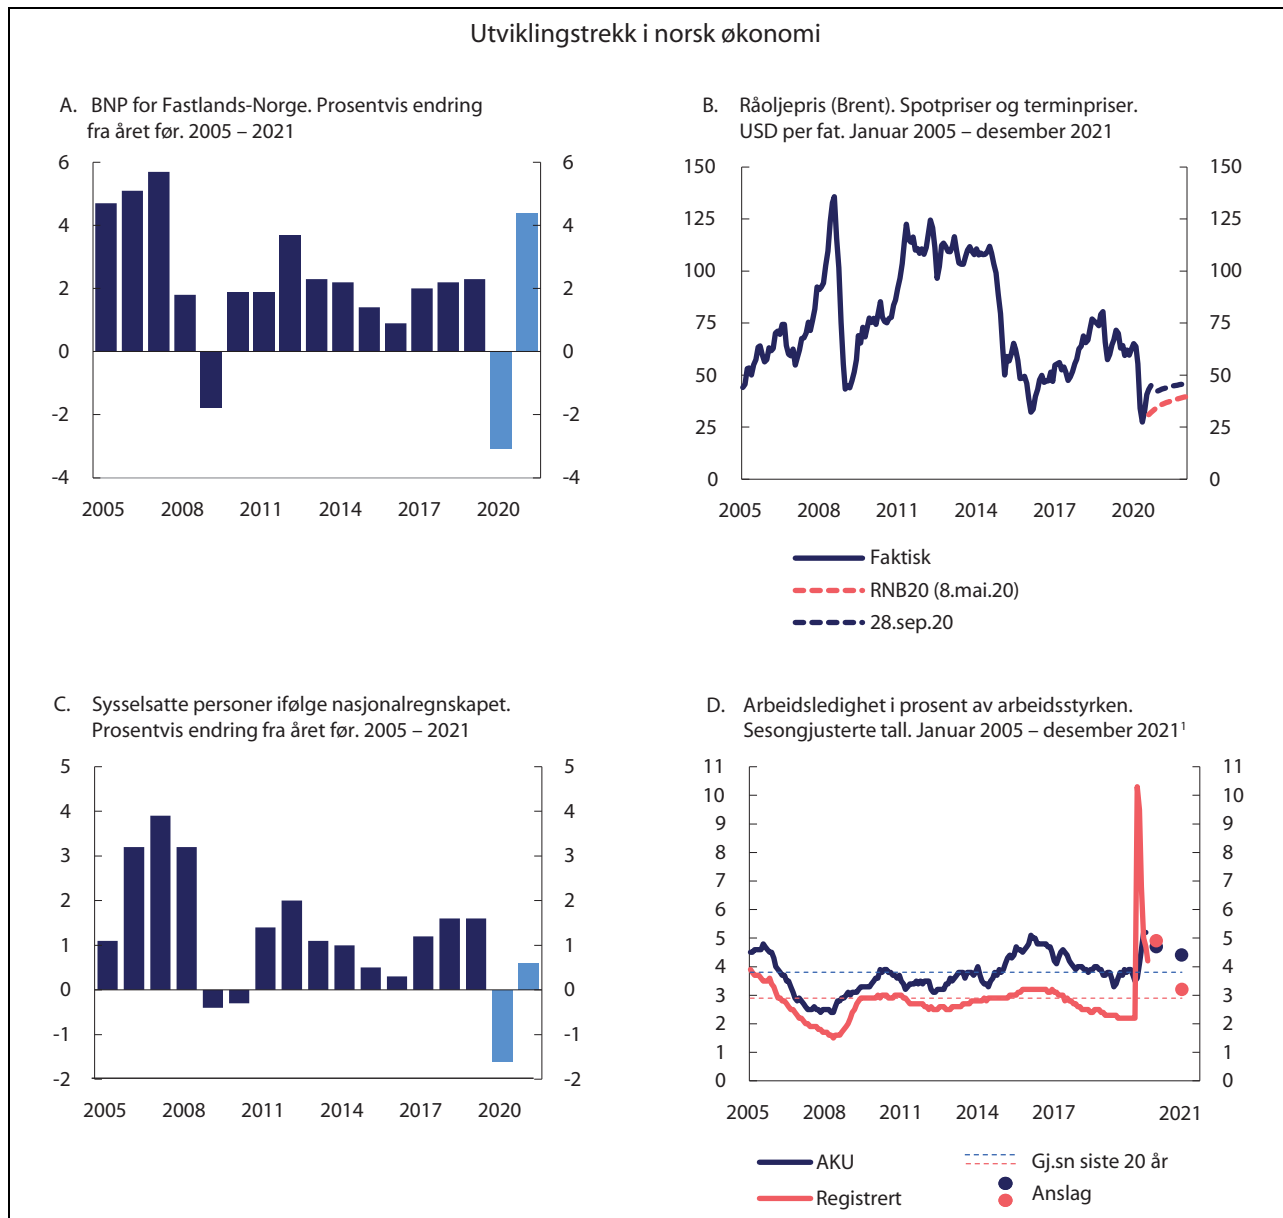 Utviklingstrekk i norsk økonomi
A. BNP for Fastlands-Norge. Prosentvis endring
fra året før. 2005 – 2021
6 6
4 4
2 2
0 0
-2 -2
-4 -4
2005 2008 2011 2014 2017 2020
B. Råoljepris (Brent). Spotpriser og terminpriser.
USD per fat. Januar 2005 – desember 2021
150 150
125 125
100 100
75 75
50 50
25 25
0 0
2005 2008 2011 2014 2017 2020
Faktisk
RNB20 (8.mai.20)
28.sep.20
C. Sysselsatte personer ifølge nasjonalregnskapet.
Prosentvis endring fra året før. 2005 – 2021
5 5
4 4
3 3
2 2
1 1
0 0
-1 -1
-2 -2
2005 2008 2011 2014 2017 2020
D. Arbeidsledighet i prosent av arbeidsstyrken.
Sesongjusterte tall. Januar 2005 – desember 2021¹
11 11
10 10
9 9
8 8
7 7
6 6
5 5
4 4
3 3
2 2
1 1
0 0
2005 2008 2011 2014 2017 2021
AKU Gj.sn siste 20 år
Registrert Anslag